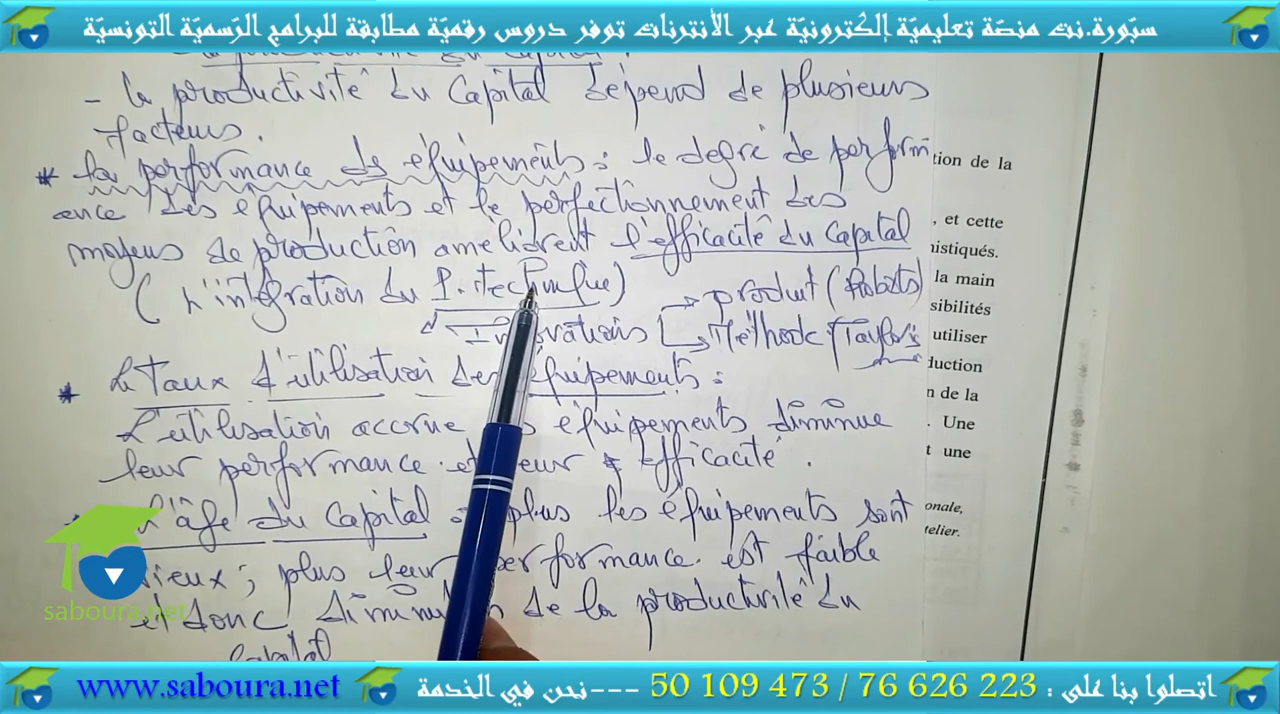 سبّورة.نت منصّة تعليميّة إلكترونيّة عبر الأنترنات توفر دروس رقميّة مطابقة للبرامج الرّسميّة التونسيّة
- la productivité du Capital dépend de plusieurs
facteurs.
* la performance des équipements : le degré de perform
ance des équipements et le perfectionnement des
moyens de production améliorent l'efficacité du capital
( L'intégration du P. technique)
Innovations produit (Robots)
Méthode (Taylor
* Le Taux d'utilisation des équipements :
L'utilisation accrue équipements diminue
leur performance et leur efficacité.
L'âge du capital : plus les équipements sont
vieux ; plus leur performance est faible
et donc de la productivité du
capital
tion de la
, et cette
histiqués.
la main
sibilités
utiliser
duction
n de la
. Une
t une
onale,
telier.
saboura.net
www.saboura.net اتصلوا بنا على : 50 109 473 / 76 626 223 ---نحن في الخدمة